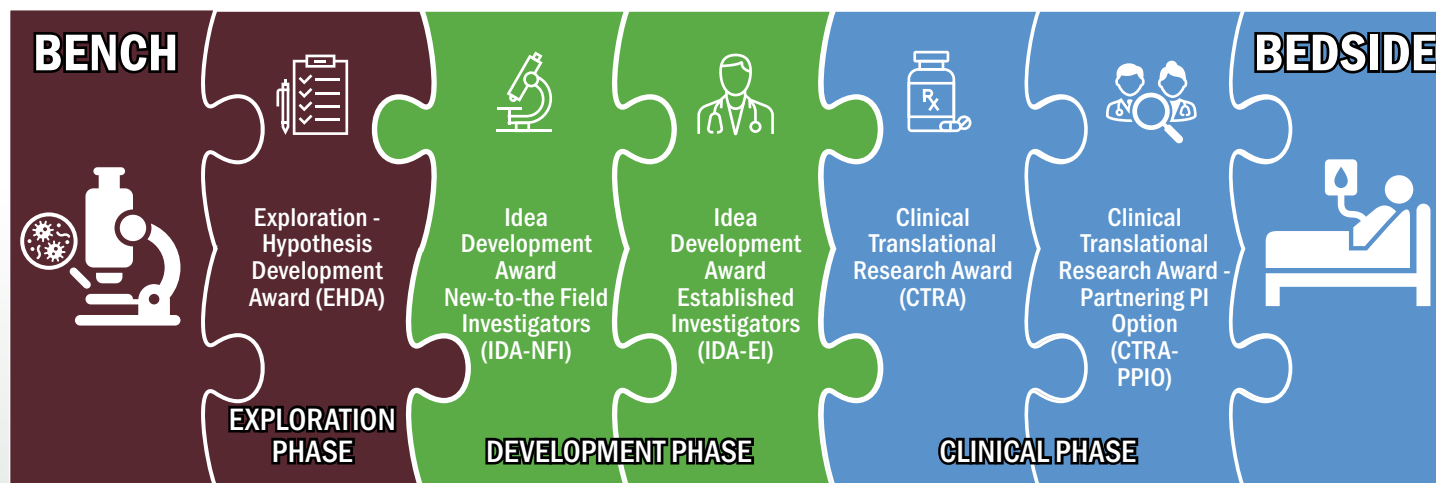 BENCH
BEDSIDE
Rx
Exploration -
Hypothesis
Development
Award (EHDA)
Idea
Development
Award
New-to-the Field
Investigators
(IDA-NFI)
Idea
Development
Award
Established
Investigators
(IDA-EI)
Clinical
Translational
Research Award
(CTRA)
Clinical
Translational
Research Award -
Partnering PI
Option
(CTRA-
PPIO)
EXPLORATION
PHASE
DEVELOPMENT PHASE
CLINICAL PHASE